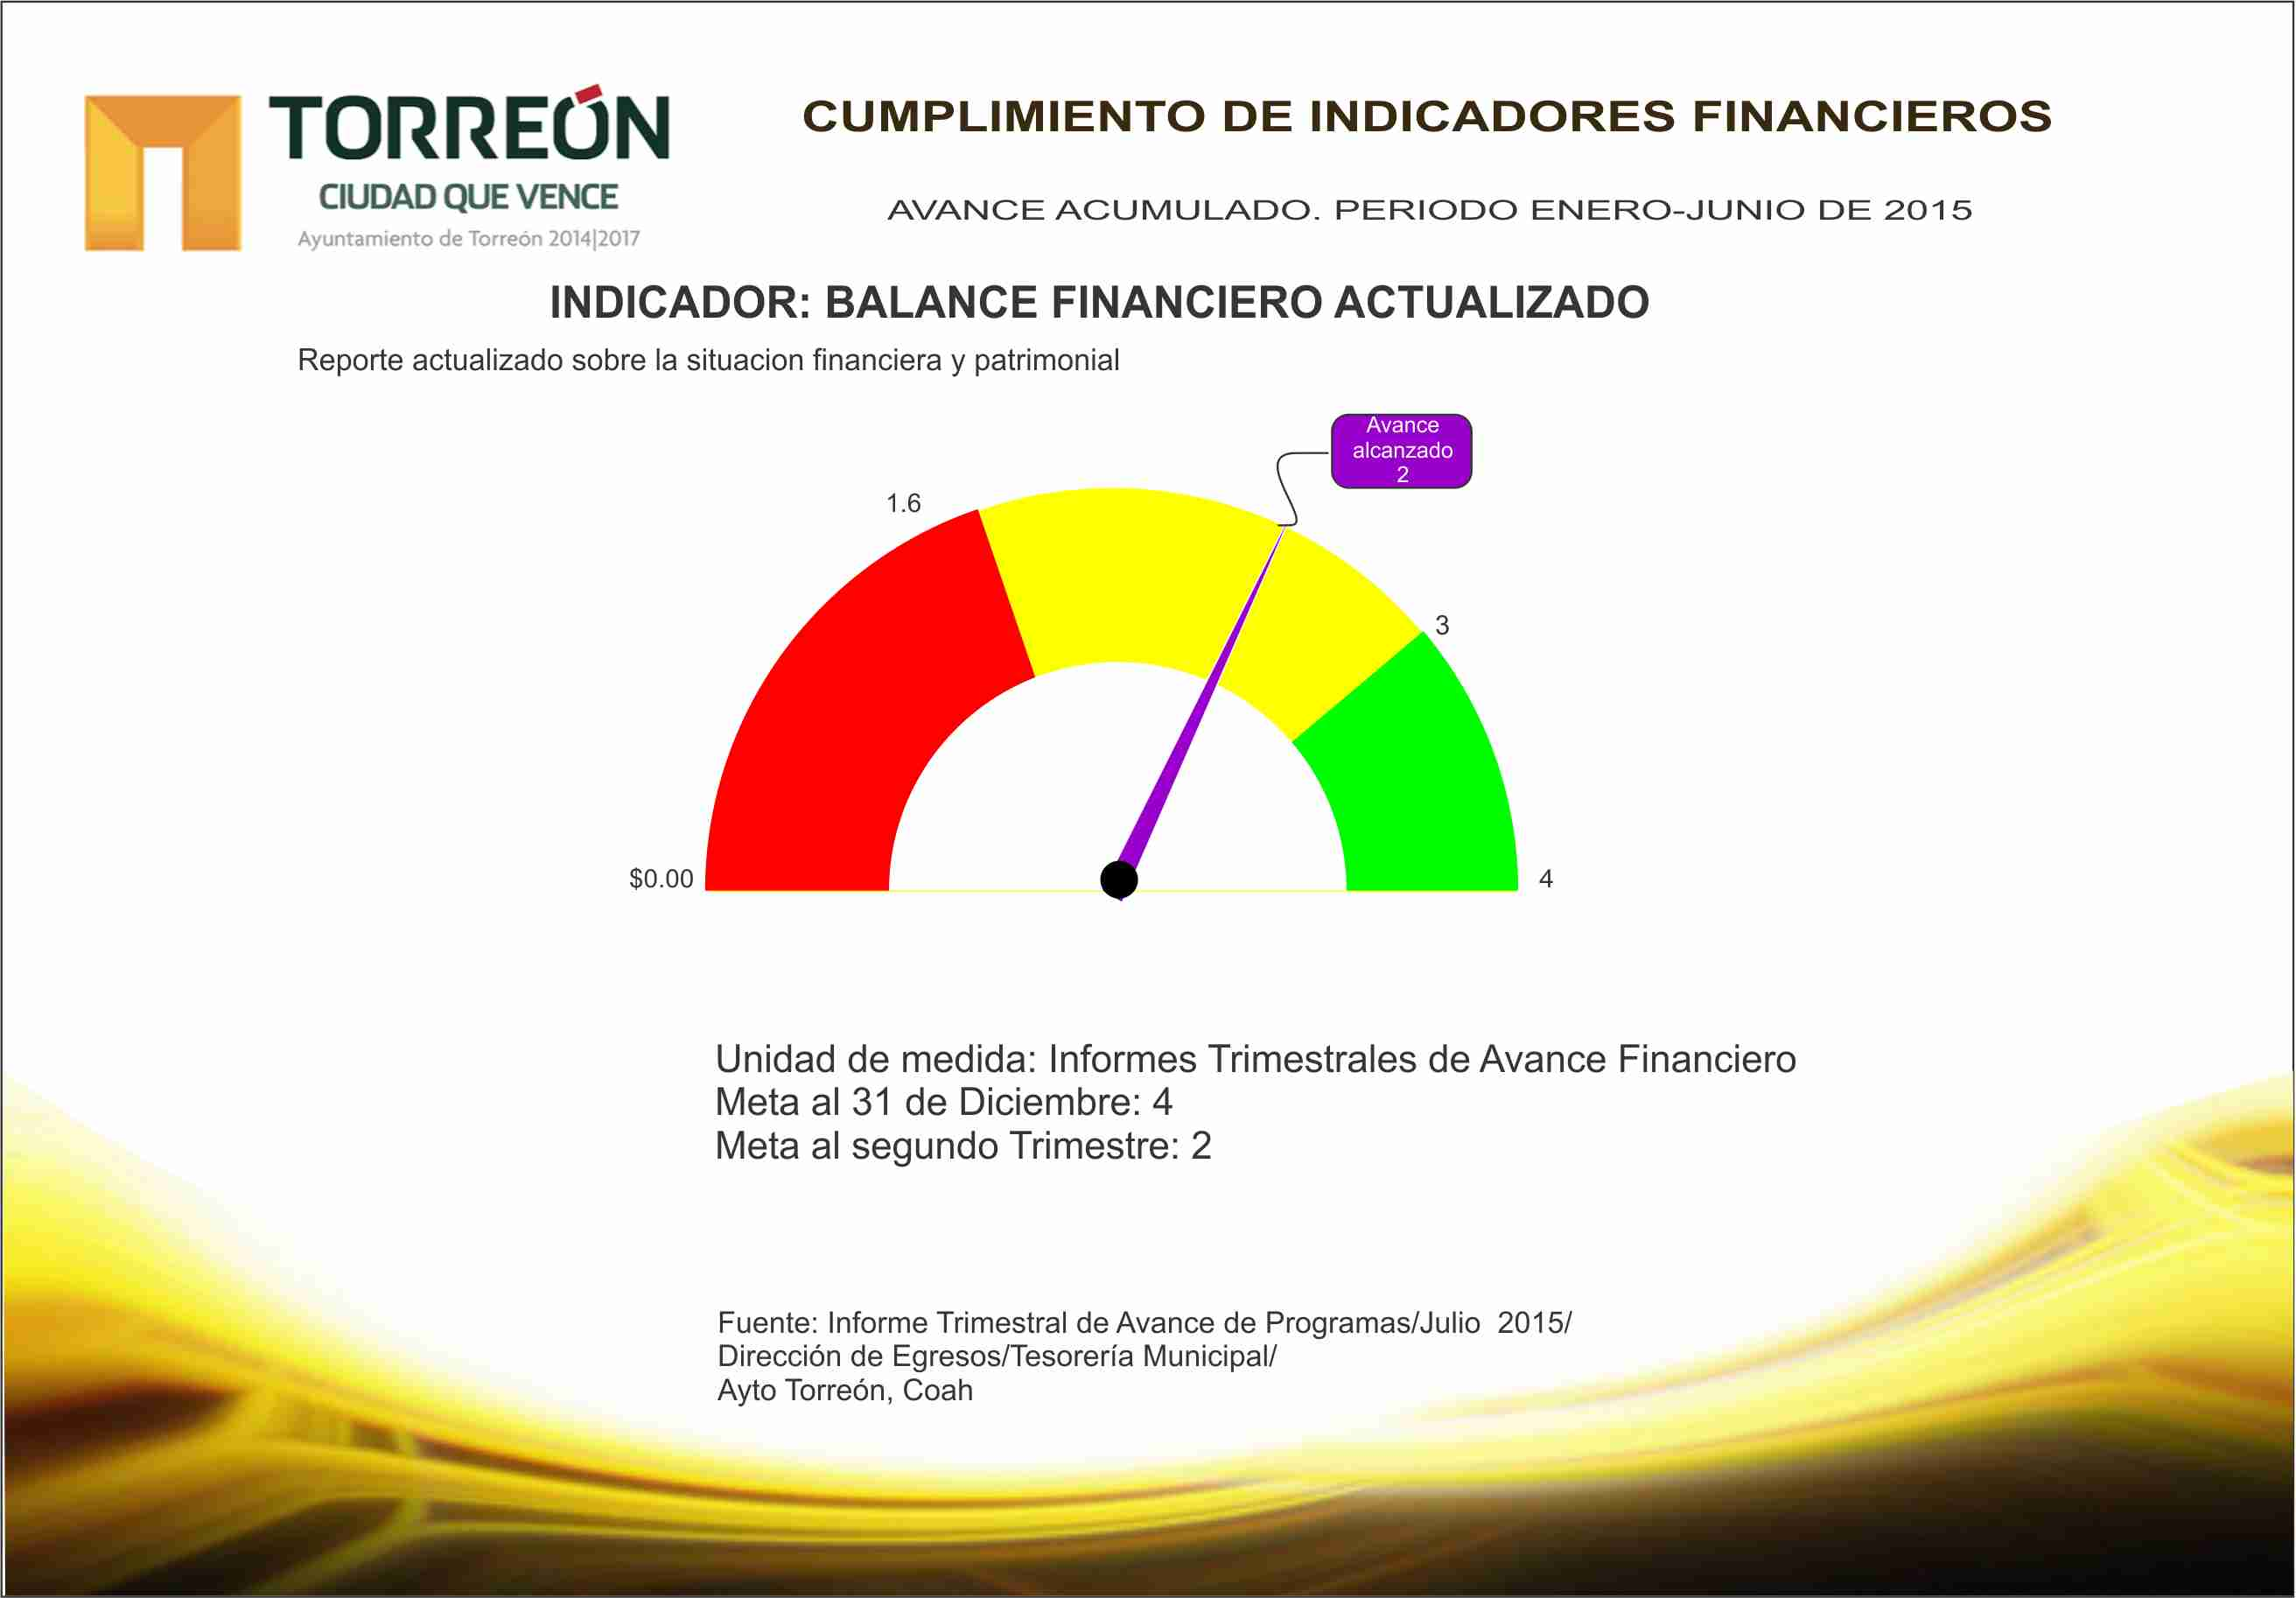 TORREÓN
CIUDAD QUE VENCE
Ayuntamiento de Torreón 2014|2017
CUMPLIMIENTO DE INDICADORES FINANCIEROS
AVANCE ACUMULADO. PERIODO ENERO-JUNIO DE 2015
INDICADOR: BALANCE FINANCIERO ACTUALIZADO
Reporte actualizado sobre la situacion financiera y patrimonial
Avance
alcanzado
2
1.6
3
$0.00
4
Unidad de medida: Informes Trimestrales de Avance Financiero
Meta al 31 de Diciembre: 4
Meta al segundo Trimestre: 2
Fuente: Informe Trimestral de Avance de Programas/Julio  2015/
Dirección de Egresos/Tesorería Municipal/
Ayto Torreón, Coah